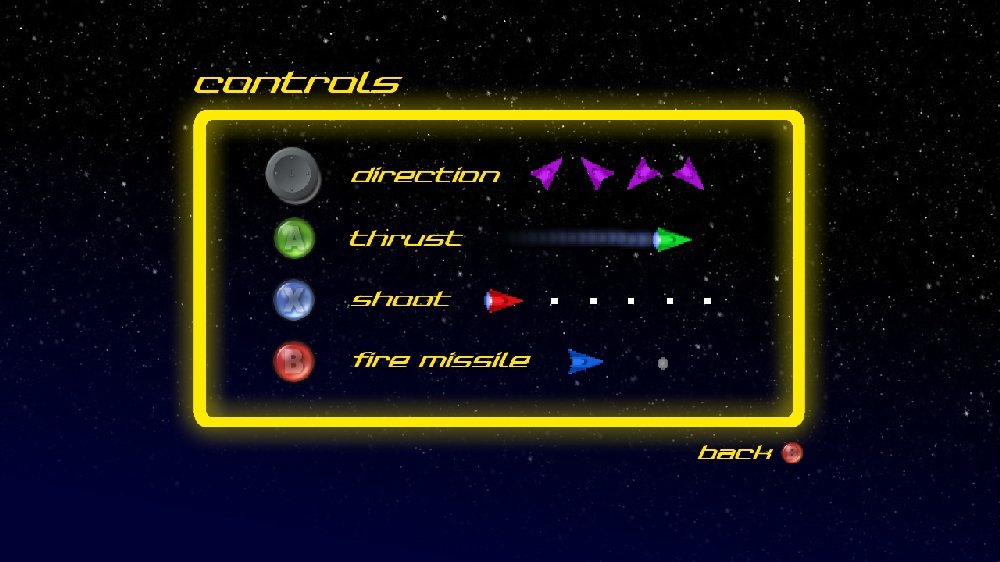 controls
direction
A thrust
X shoot
B fire missile
back B